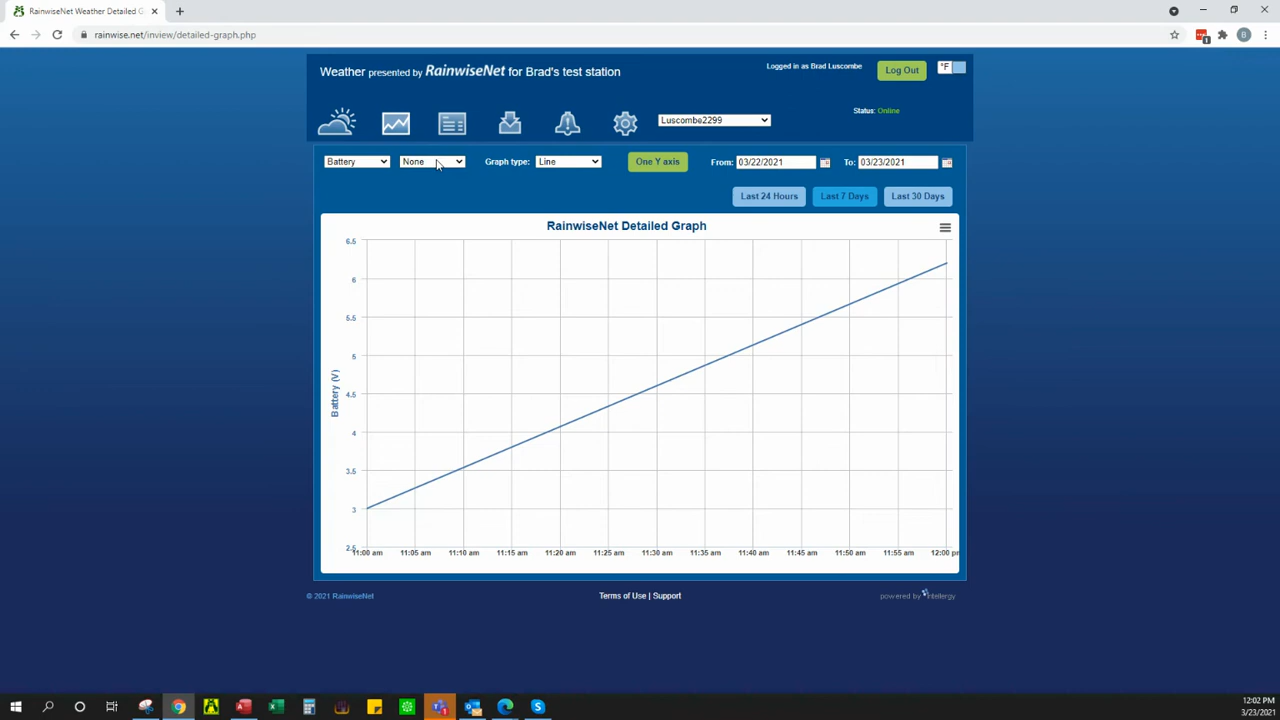 RainwiseNet Weather Detailed G
rainwise.net/inview/detailed-graph.php
Weather presented by RainwiseNet for Brad's test station
Logged in as Brad Luscombe
Log Out
°F
Status: Online
Luscombe2299
Battery
None
Graph type:
Line
One Y axis
From: 03/22/2021
To: 03/23/2021
Last 24 Hours
Last 7 Days
Last 30 Days
RainwiseNet Detailed Graph
6.5
6
5.5
5
4.5
4
3.5
3
2.5
Battery (V)
11:00 am 11:05 am 11:10 am 11:15 am 11:20 am 11:25 am 11:30 am 11:35 am 11:40 am 11:45 am 11:50 am 11:55 am 12:00 p
© 2021 RainwiseNet
Terms of Use | Support
powered by intellergy
12:02 PM
3/23/2021